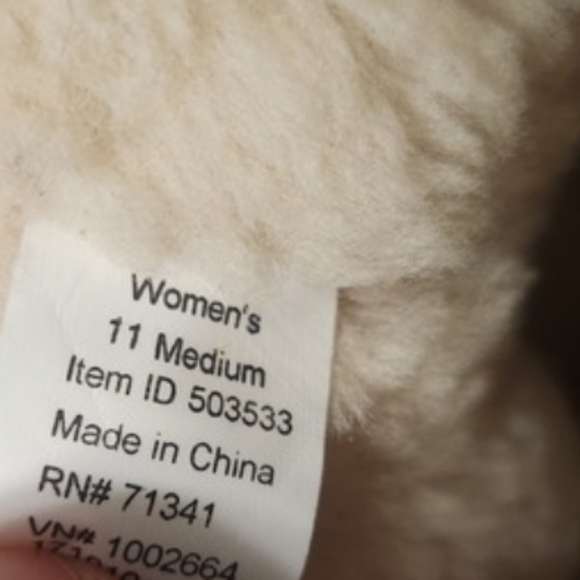 Women's
11 Medium
Item ID 503533
Made in China
RN# 71341
VN# 1002664